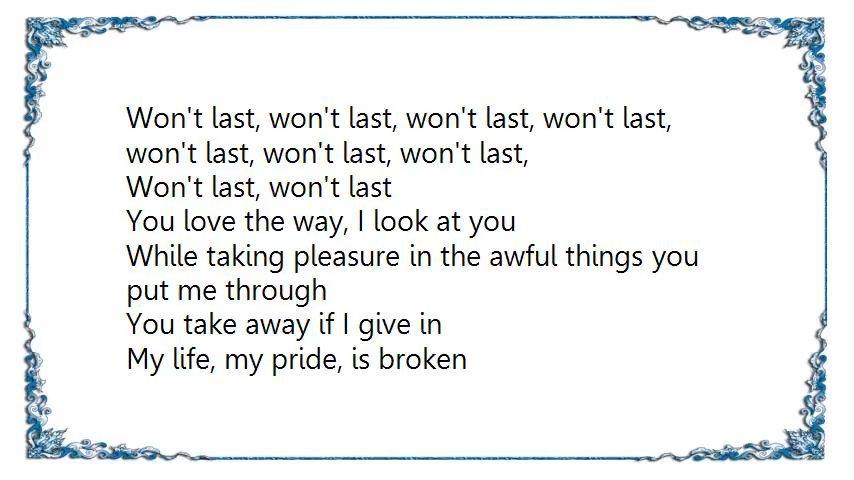 Won't last, won't last, won't last, won't last,
won't last, won't last, won't last,
Won't last, won't last
You love the way, I look at you
While taking pleasure in the awful things you
put me through
You take away if I give in
My life, my pride, is broken